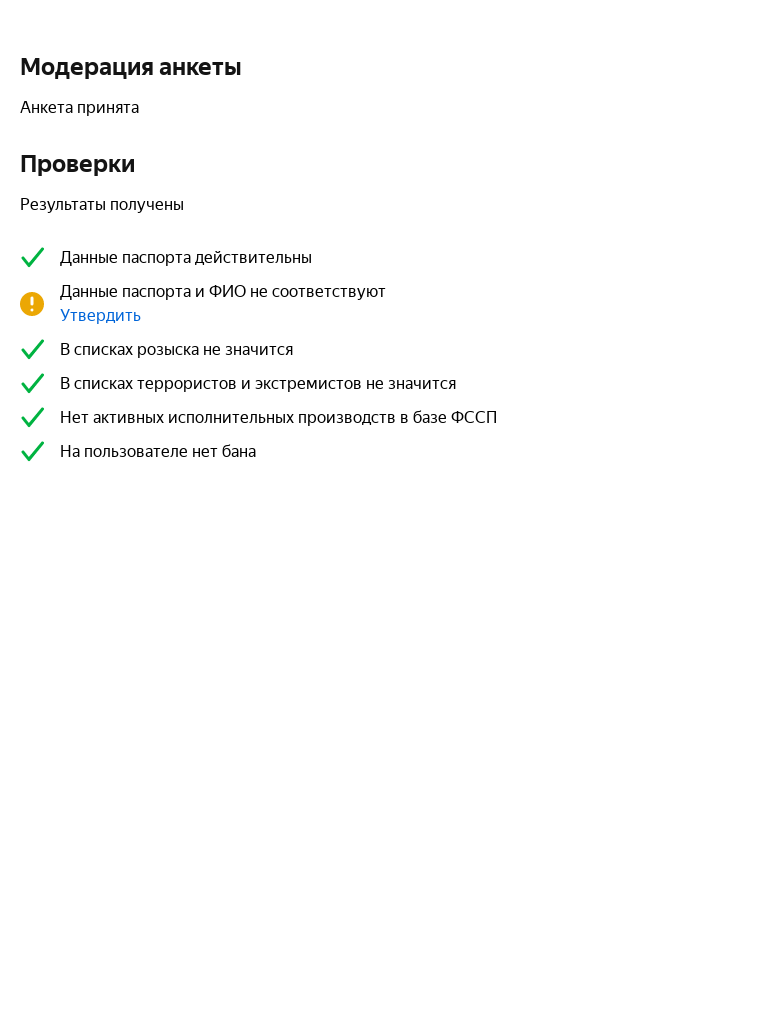 Модерация анкеты
Анкета принята
Проверки
Результаты получены
Данные паспорта действительны
Данные паспорта и ФИО не соответствуют
Утвердить
В списках розыска не значится
В списках террористов и экстремистов не значится
Нет активных исполнительных производств в базе ФССП
На пользователе нет бана